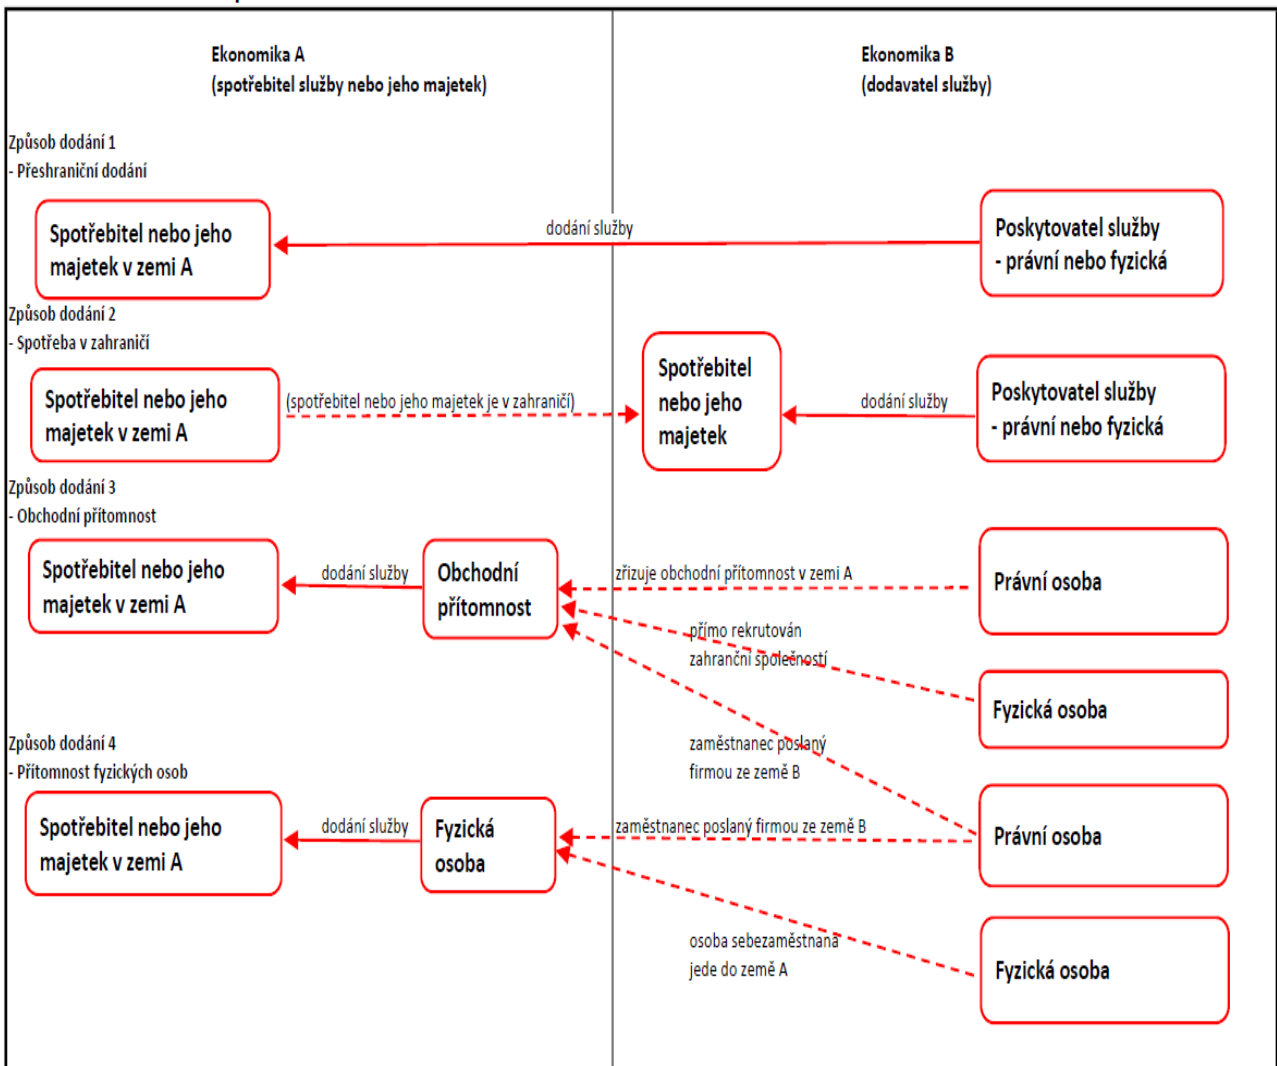 Ekonomika A
(spotřebitel služby nebo jeho majetek)
Ekonomika B
(dodavatel služby)
Způsob dodání 1
- Přeshraniční dodání
Spotřebitel nebo jeho
majetek v zemi A
dodání služby
Poskytovatel služby
- právní nebo fyzická
Způsob dodání 2
- Spotřeba v zahraničí
Spotřebitel nebo jeho
majetek v zemi A
(spotřebitel nebo jeho majetek je v zahraničí)
Spotřebitel
nebo jeho
majetek
dodání služby
Poskytovatel služby
- právní nebo fyzická
Způsob dodání 3
- Obchodní přítomnost
Spotřebitel nebo jeho
majetek v zemi A
dodání služby
Obchodní
přítomnost
zřizuje obchodní přítomnost v zemi A
Právní osoba
přímo rekrutován
zahranční společností
Fyzická osoba
Způsob dodání 4
- Přítomnost fyzických osob
zaměstnanec poslaný
firmou ze země B
Spotřebitel nebo jeho
majetek v zemi A
dodání služby
Fyzická
osoba
zaměstnanec poslaný firmou ze země B
Právní osoba
osoba sebezaměstnana
jede do země A
Fyzická osoba